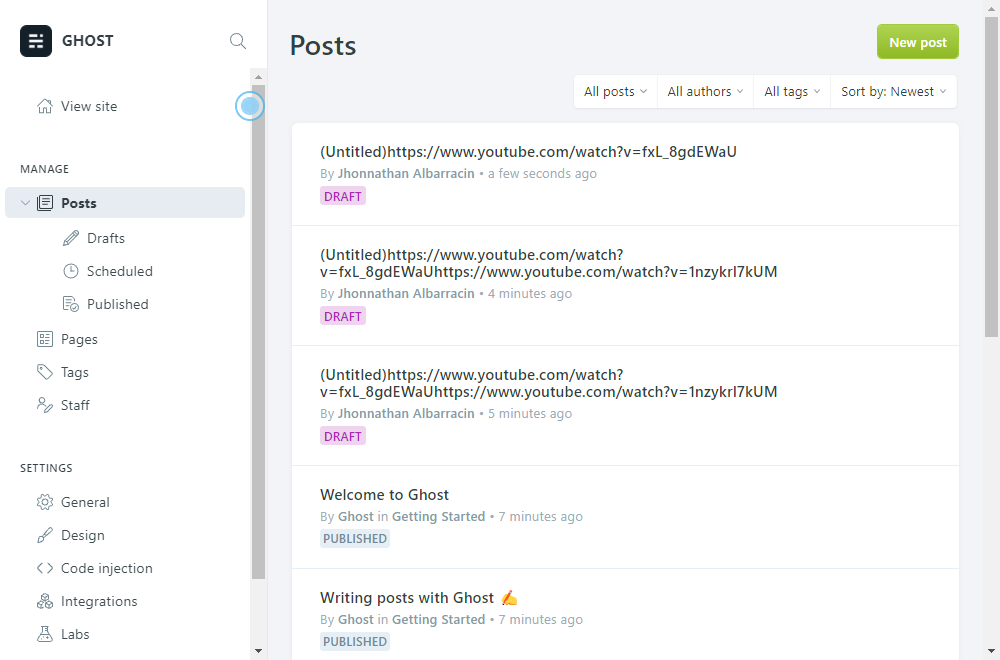 GHOST
View site
MANAGE
Posts
Drafts
Scheduled
Published
Pages
Tags
Staff
SETTINGS
General
Design
Code injection
Integrations
Labs
Posts
New post
All posts All authors All tags Sort by: Newest
(Untitled)https://www.youtube.com/watch?v=fxL_8gdEWaU
By Jhonnathan Albarracin • a few seconds ago
DRAFT
(Untitled)https://www.youtube.com/watch?
v=fxL_8gdEWaUhttps://www.youtube.com/watch?v=1nzykrI7kUM
By Jhonnathan Albarracin • 4 minutes ago
DRAFT
(Untitled)https://www.youtube.com/watch?
v=fxL_8gdEWaUhttps://www.youtube.com/watch?v=1nzykrI7kUM
By Jhonnathan Albarracin • 5 minutes ago
DRAFT
Welcome to Ghost
By Ghost in Getting Started • 7 minutes ago
PUBLISHED
Writing posts with Ghost ✍️
By Ghost in Getting Started • 7 minutes ago
PUBLISHED